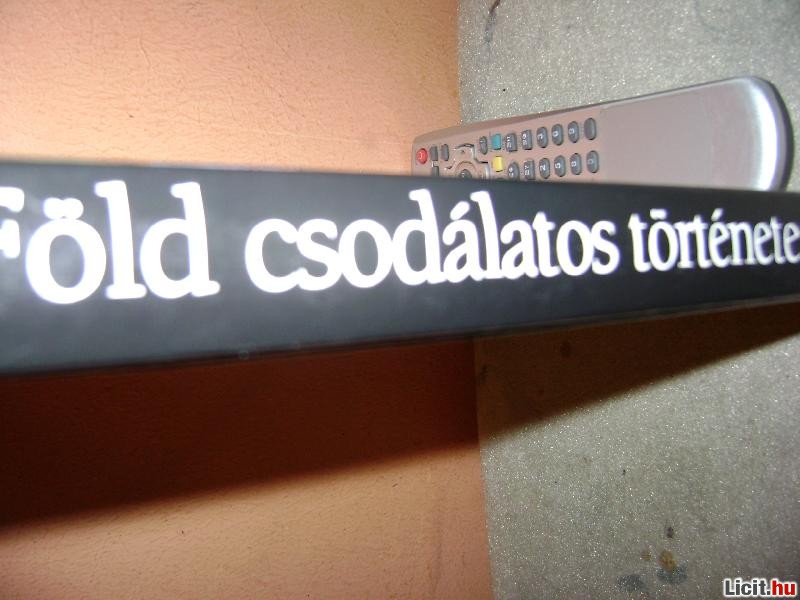 Föld csodálatos története
Licit.hu